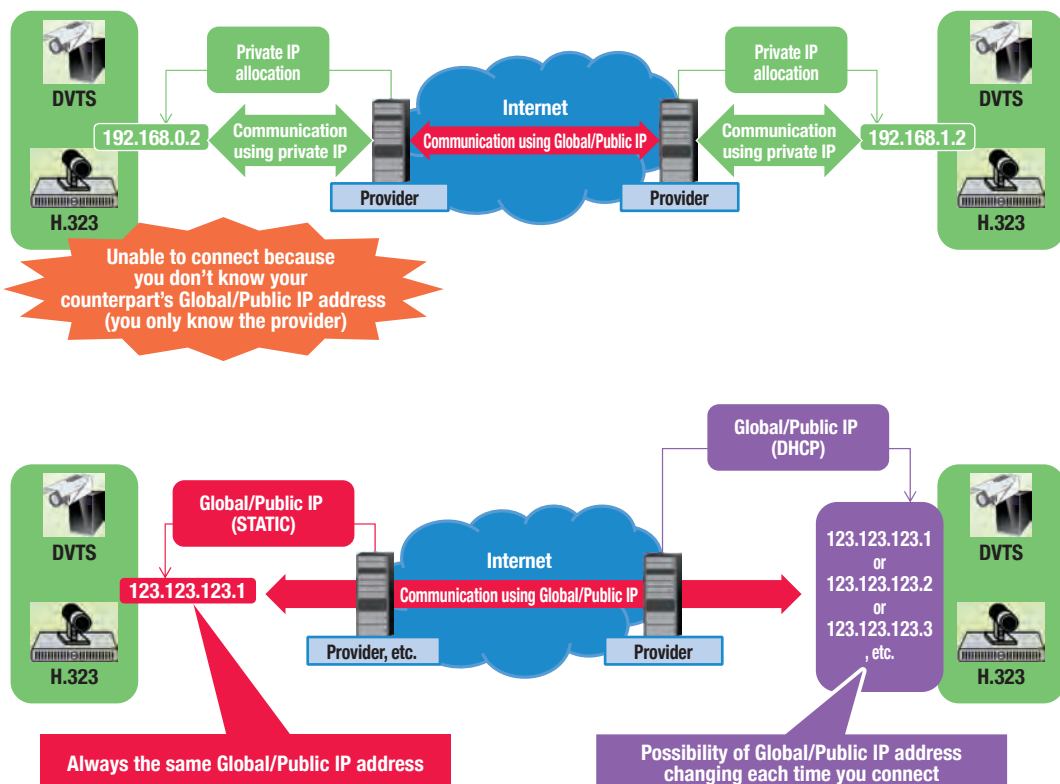 Private IP
allocation
Private IP
allocation
DVTS
DVTS
Internet
192.168.0.2
Communication
using private IP
Communication using Global/Public IP
Communication
using private IP
192.168.1.2
Provider
Provider
H.323
H.323
Unable to connect because
you don't know your
counterpart's Global/Public IP address
(you only know the provider)
Global/Public IP
(DHCP)
Global/Public IP
(STATIC)
DVTS
DVTS
Internet
123.123.123.1
Communication using Global/Public IP
123.123.123.1
or
123.123.123.2
or
123.123.123.3
, etc.
Provider, etc.
Provider
H.323
H.323
Always the same Global/Public IP address
Possibility of Global/Public IP address
changing each time you connect